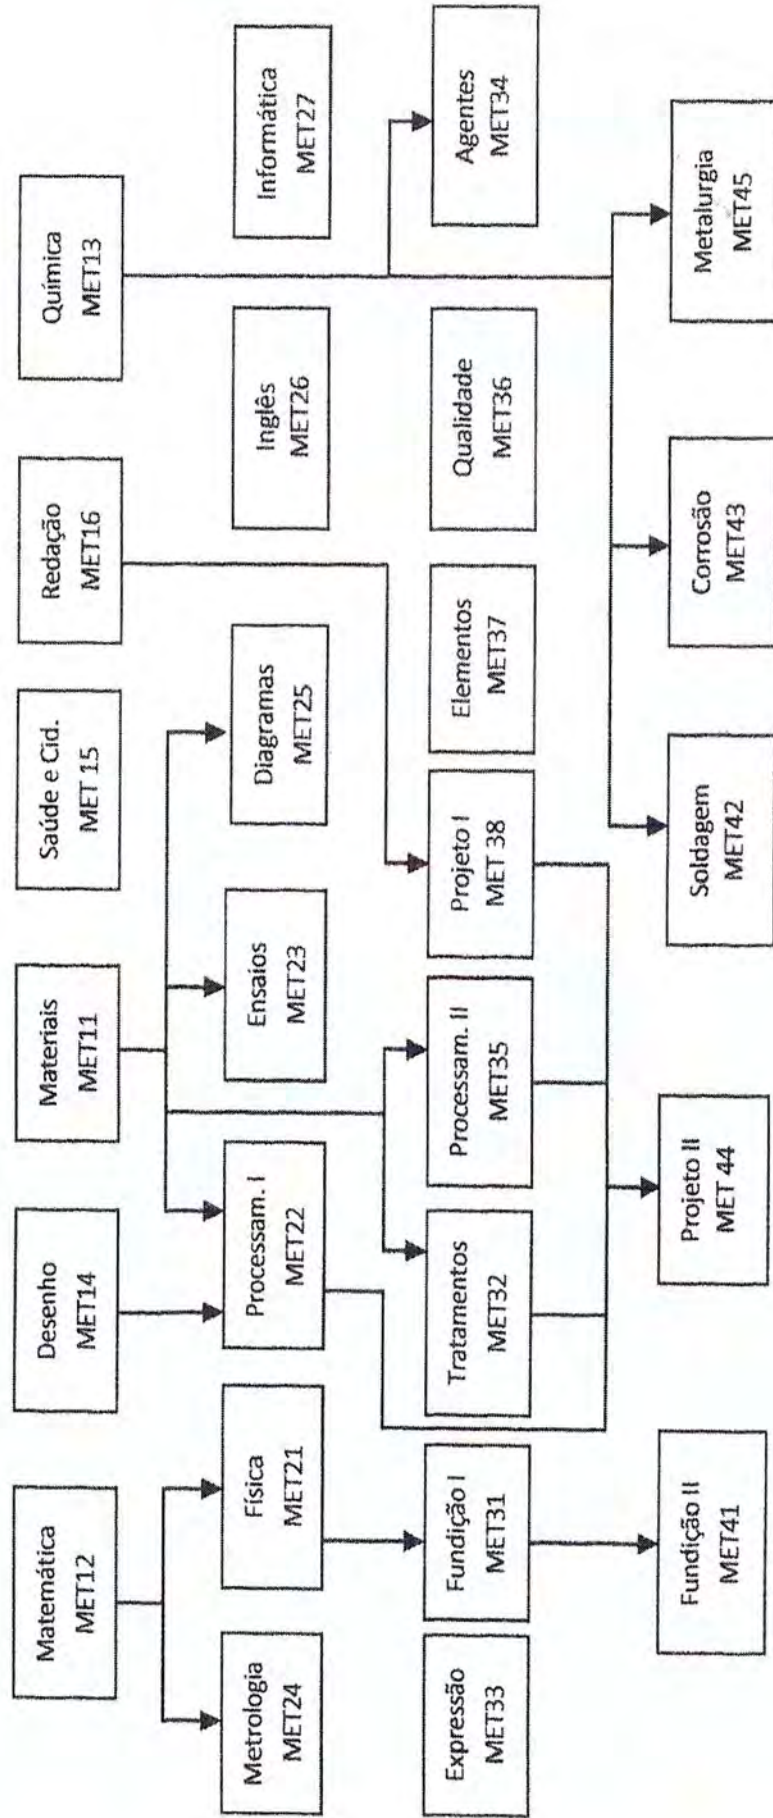 Matemática
MET12
Desenho
MET14
Materiais
MET11
Saúde e Cid.
MET 15
Redação
MET16
Química
MET13
Metrologia
MET24
Física
MET21
Processam. I
MET22
Ensaios
MET23
Diagramas
MET25
Inglês
MET26
Informática
MET27
Expressão
MET33
Fundição I
MET31
Tratamentos
MET32
Processam. II
MET35
Projeto I
MET 38
Elementos
MET37
Qualidade
MET36
Agentes
MET34
Fundição II
MET41
Projeto II
MET 44
Soldagem
MET42
Corrosão
MET43
Metalurgia
MET45